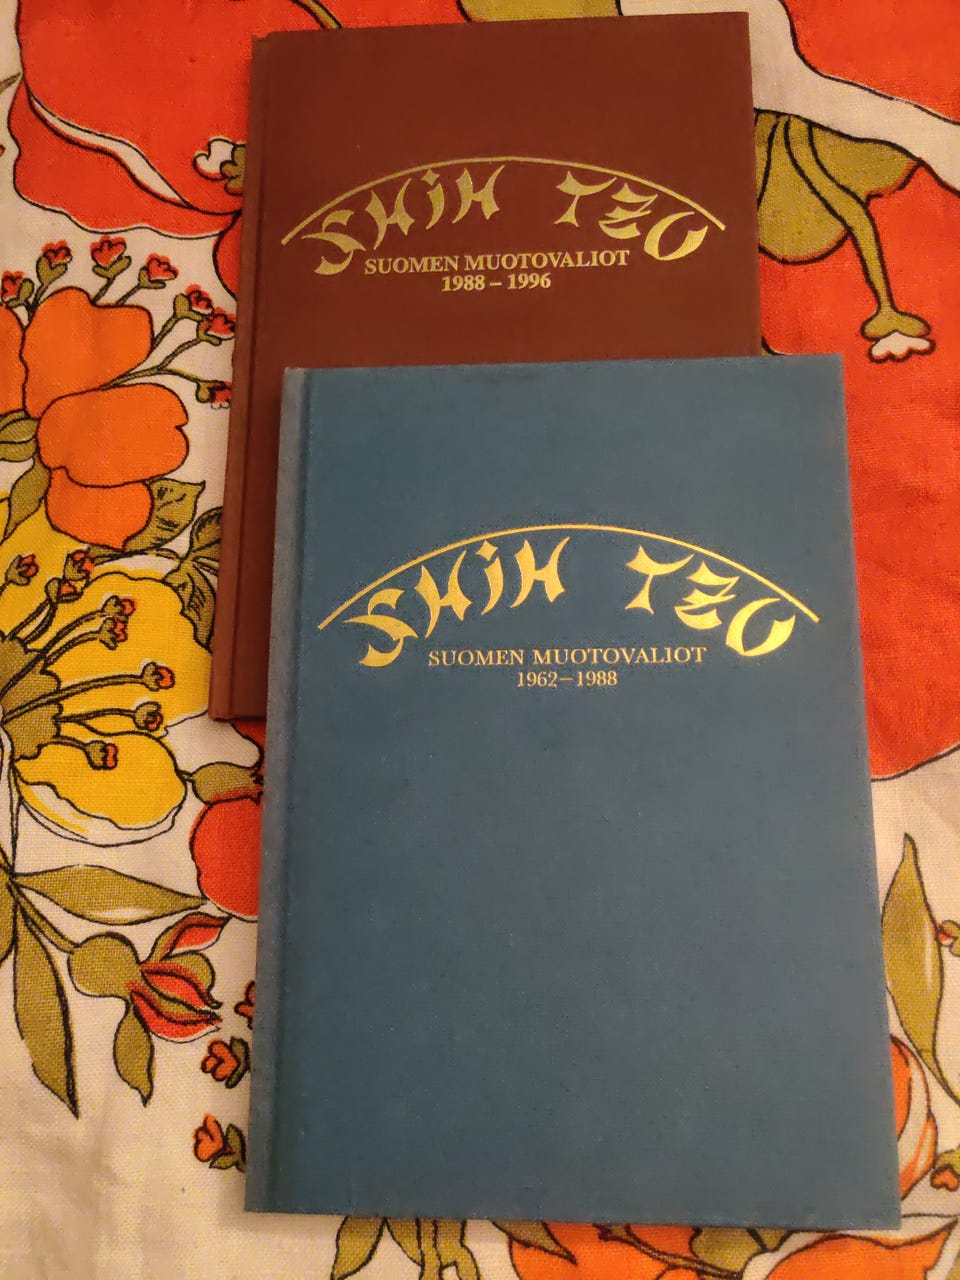 SHiH TZU
SUOMEN MUOTOVALIOT
1988 – 1996
SHiH TZU
SUOMEN MUOTOVALIOT
1962–1988